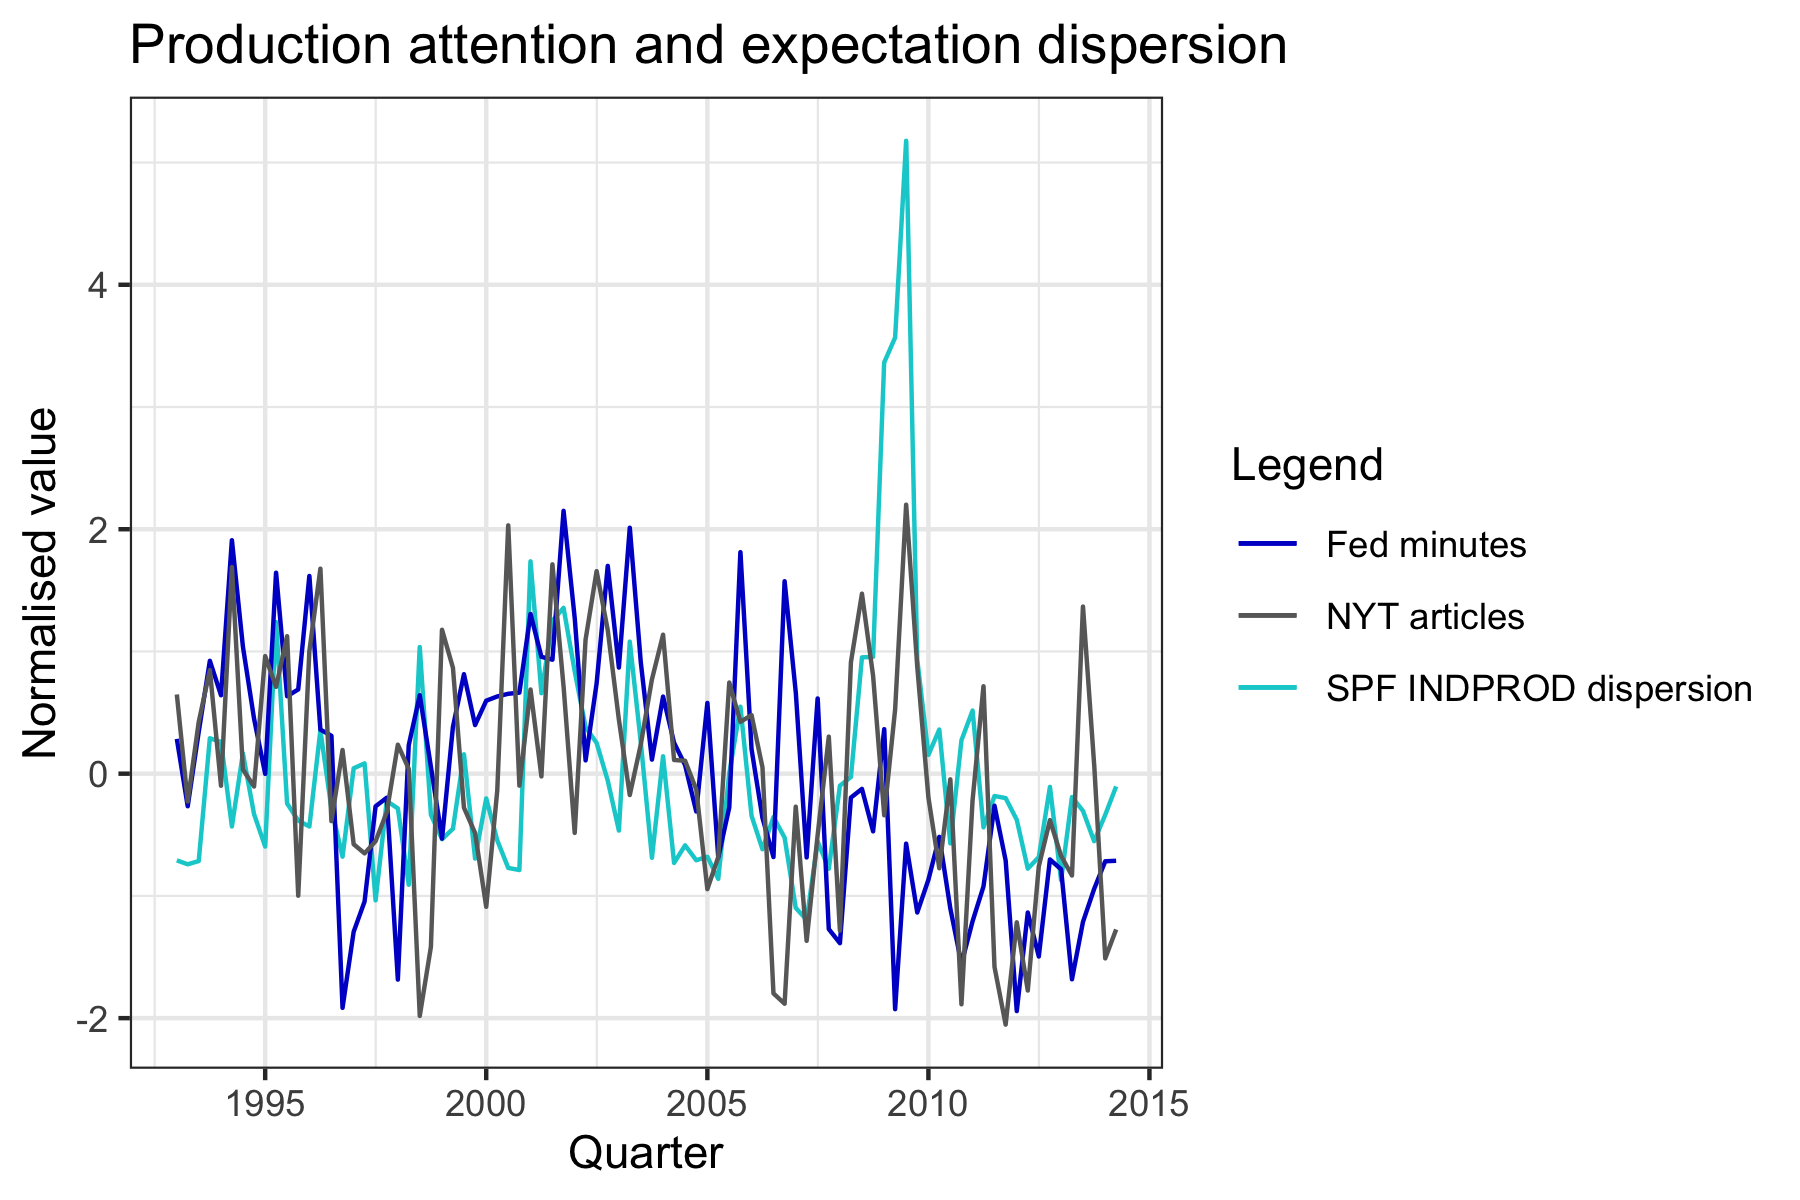 Production attention and expectation dispersion
Normalised value
4
2
0
-2
1995
2000
2005
2010
2015
Quarter
Legend
Fed minutes
NYT articles
SPF INDPROD dispersion